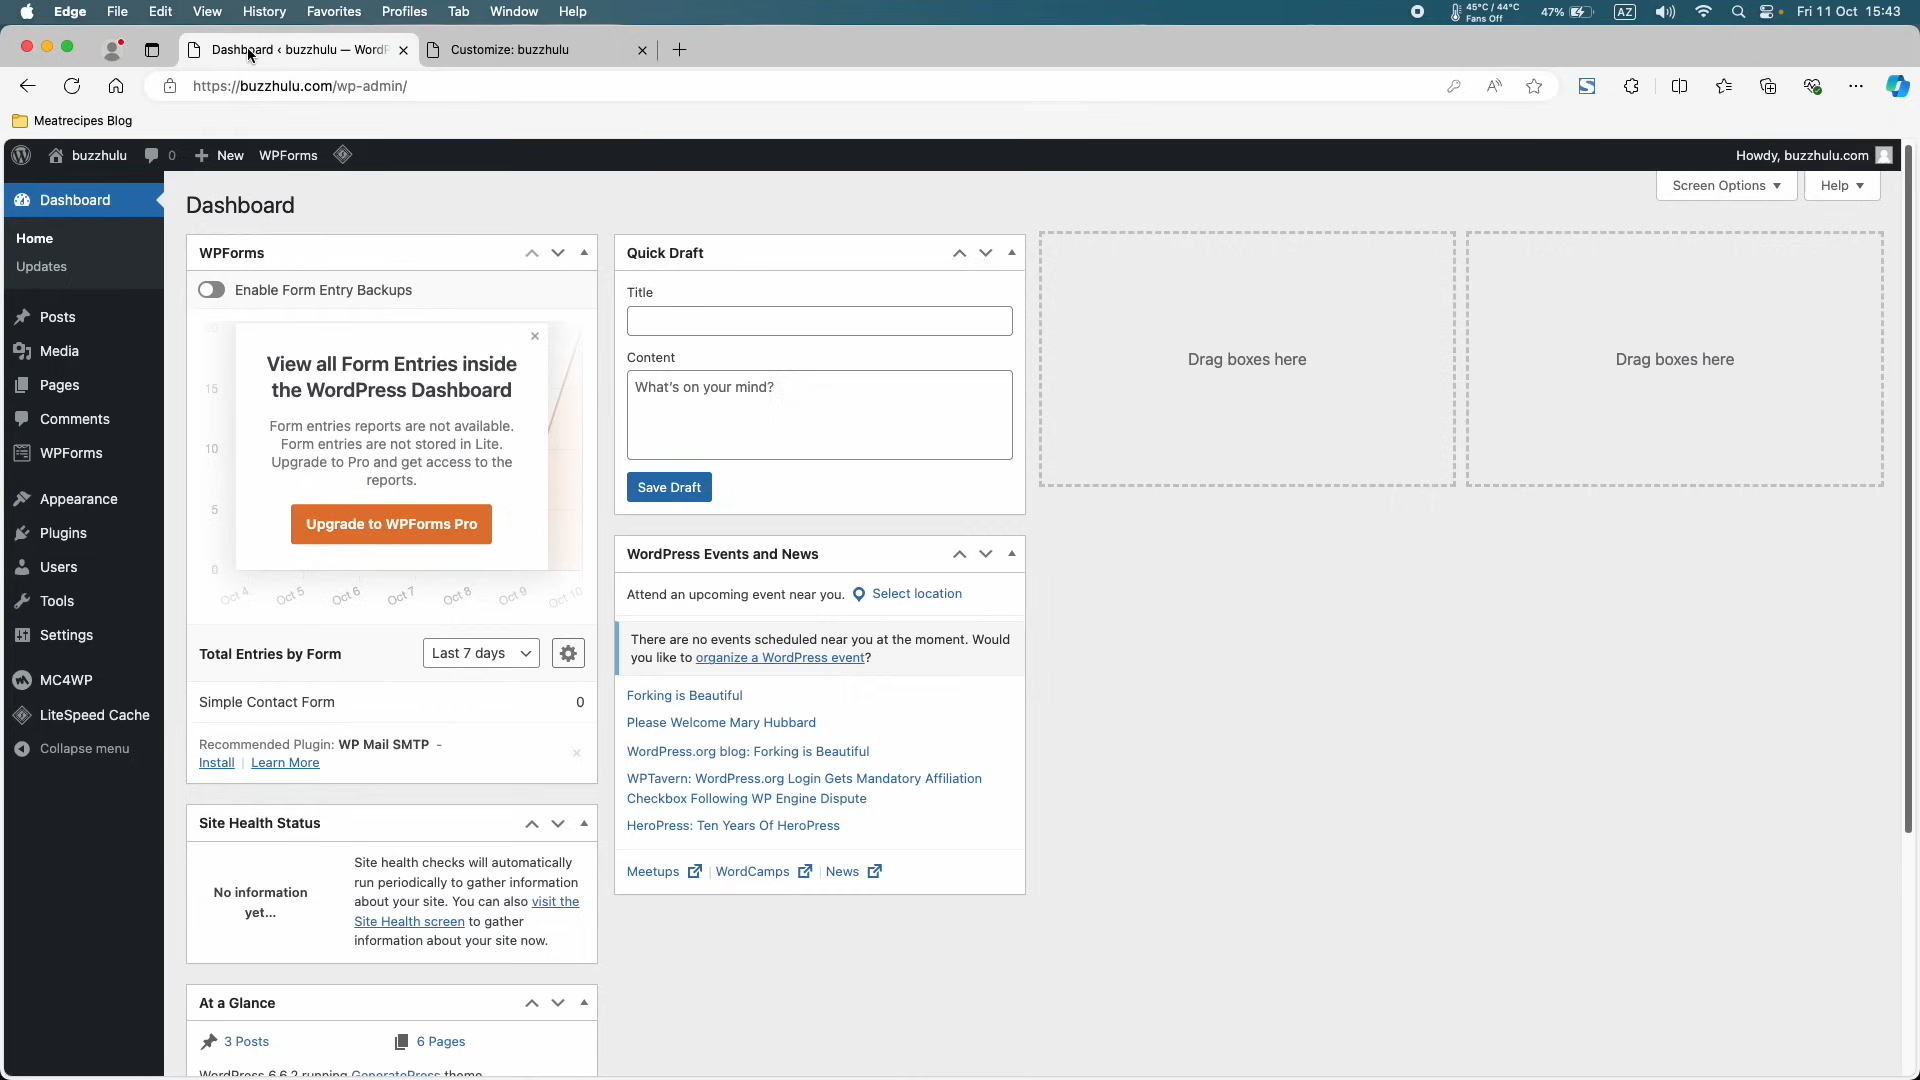 Edge File Edit View History Favorites Profiles Tab Window Help 45°C / 44°C Fans Off 47% AZ Fri 11 Oct 15:43
Dashboard ‹ buzzhulu — WordP Customize: buzzhulu
https://buzzhulu.com/wp-admin/
Meatrecipes Blog
buzzhulu 0 New WPForms Howdy, buzzhulu.com
Screen Options Help
Dashboard
Home
Updates
Posts
Media
Pages
Comments
WPForms
Appearance
Plugins
Users
Tools
Settings
MC4WP
LiteSpeed Cache
Collapse menu
Dashboard
WPForms
Enable Form Entry Backups
View all Form Entries inside
the WordPress Dashboard
Form entries reports are not available.
Form entries are not stored in Lite.
Upgrade to Pro and get access to the
reports.
Upgrade to WPForms Pro
20
15
10
5
0
Oct 4 Oct 5 Oct 6 Oct 7 Oct 8 Oct 9 Oct 10
Total Entries by Form Last 7 days
Simple Contact Form 0
Recommended Plugin: WP Mail SMTP -
Install | Learn More
Site Health Status
No information
yet...
Site health checks will automatically
run periodically to gather information
about your site. You can also visit the
Site Health screen to gather
information about your site now.
At a Glance
3 Posts 6 Pages
WordPress 6.6.2 running GeneratePress theme.
Quick Draft
Title
Content
What's on your mind?
Save Draft
WordPress Events and News
Attend an upcoming event near you. Select location
There are no events scheduled near you at the moment. Would
you like to organize a WordPress event?
Forking is Beautiful
Please Welcome Mary Hubbard
WordPress.org blog: Forking is Beautiful
WPTavern: WordPress.org Login Gets Mandatory Affiliation
Checkbox Following WP Engine Dispute
HeroPress: Ten Years Of HeroPress
Meetups | WordCamps | News
Drag boxes here
Drag boxes here